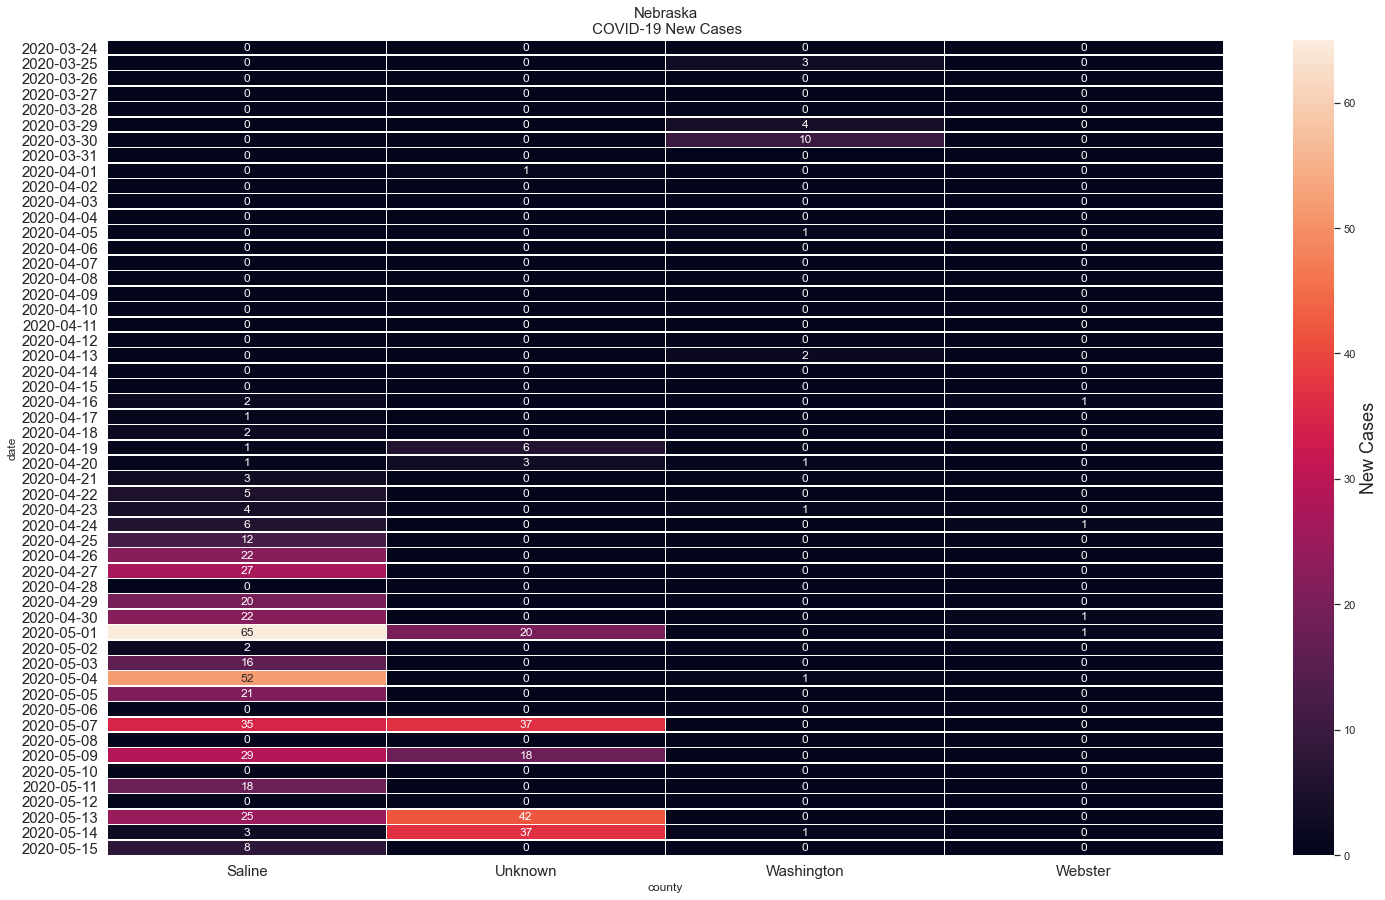 Nebraska
COVID-19 New Cases
2020-03-24 0 0 0 0
2020-03-25 0 0 3 0
2020-03-26 0 0 0 0
2020-03-27 0 0 0 0
2020-03-28 0 0 0 0
2020-03-29 0 0 4 0
2020-03-30 0 0 10 0
2020-03-31 0 0 0 0
2020-04-01 0 1 0 0
2020-04-02 0 0 0 0
2020-04-03 0 0 0 0
2020-04-04 0 0 0 0
2020-04-05 0 0 1 0
2020-04-06 0 0 0 0
2020-04-07 0 0 0 0
2020-04-08 0 0 0 0
2020-04-09 0 0 0 0
2020-04-10 0 0 0 0
2020-04-11 0 0 0 0
2020-04-12 0 0 0 0
2020-04-13 0 0 2 0
2020-04-14 0 0 0 0
2020-04-15 0 0 0 0
2020-04-16 2 0 0 1
2020-04-17 1 0 0 0
2020-04-18 2 0 0 0
2020-04-19 1 6 0 0
2020-04-20 1 3 1 0
2020-04-21 3 0 0 0
2020-04-22 5 0 0 0
2020-04-23 4 0 1 0
2020-04-24 6 0 0 1
2020-04-25 12 0 0 0
2020-04-26 22 0 0 0
2020-04-27 27 0 0 0
2020-04-28 0 0 0 0
2020-04-29 20 0 0 0
2020-04-30 22 0 0 1
2020-05-01 65 20 0 1
2020-05-02 2 0 0 0
2020-05-03 16 0 0 0
2020-05-04 52 0 1 0
2020-05-05 21 0 0 0
2020-05-06 0 0 0 0
2020-05-07 35 37 0 0
2020-05-08 0 0 0 0
2020-05-09 29 18 0 0
2020-05-10 0 0 0 0
2020-05-11 18 0 0 0
2020-05-12 0 0 0 0
2020-05-13 25 42 0 0
2020-05-14 3 37 1 0
2020-05-15 8 0 0 0
Saline Unknown Washington Webster
county
date
60
50
40
30
20
10
0
New Cases